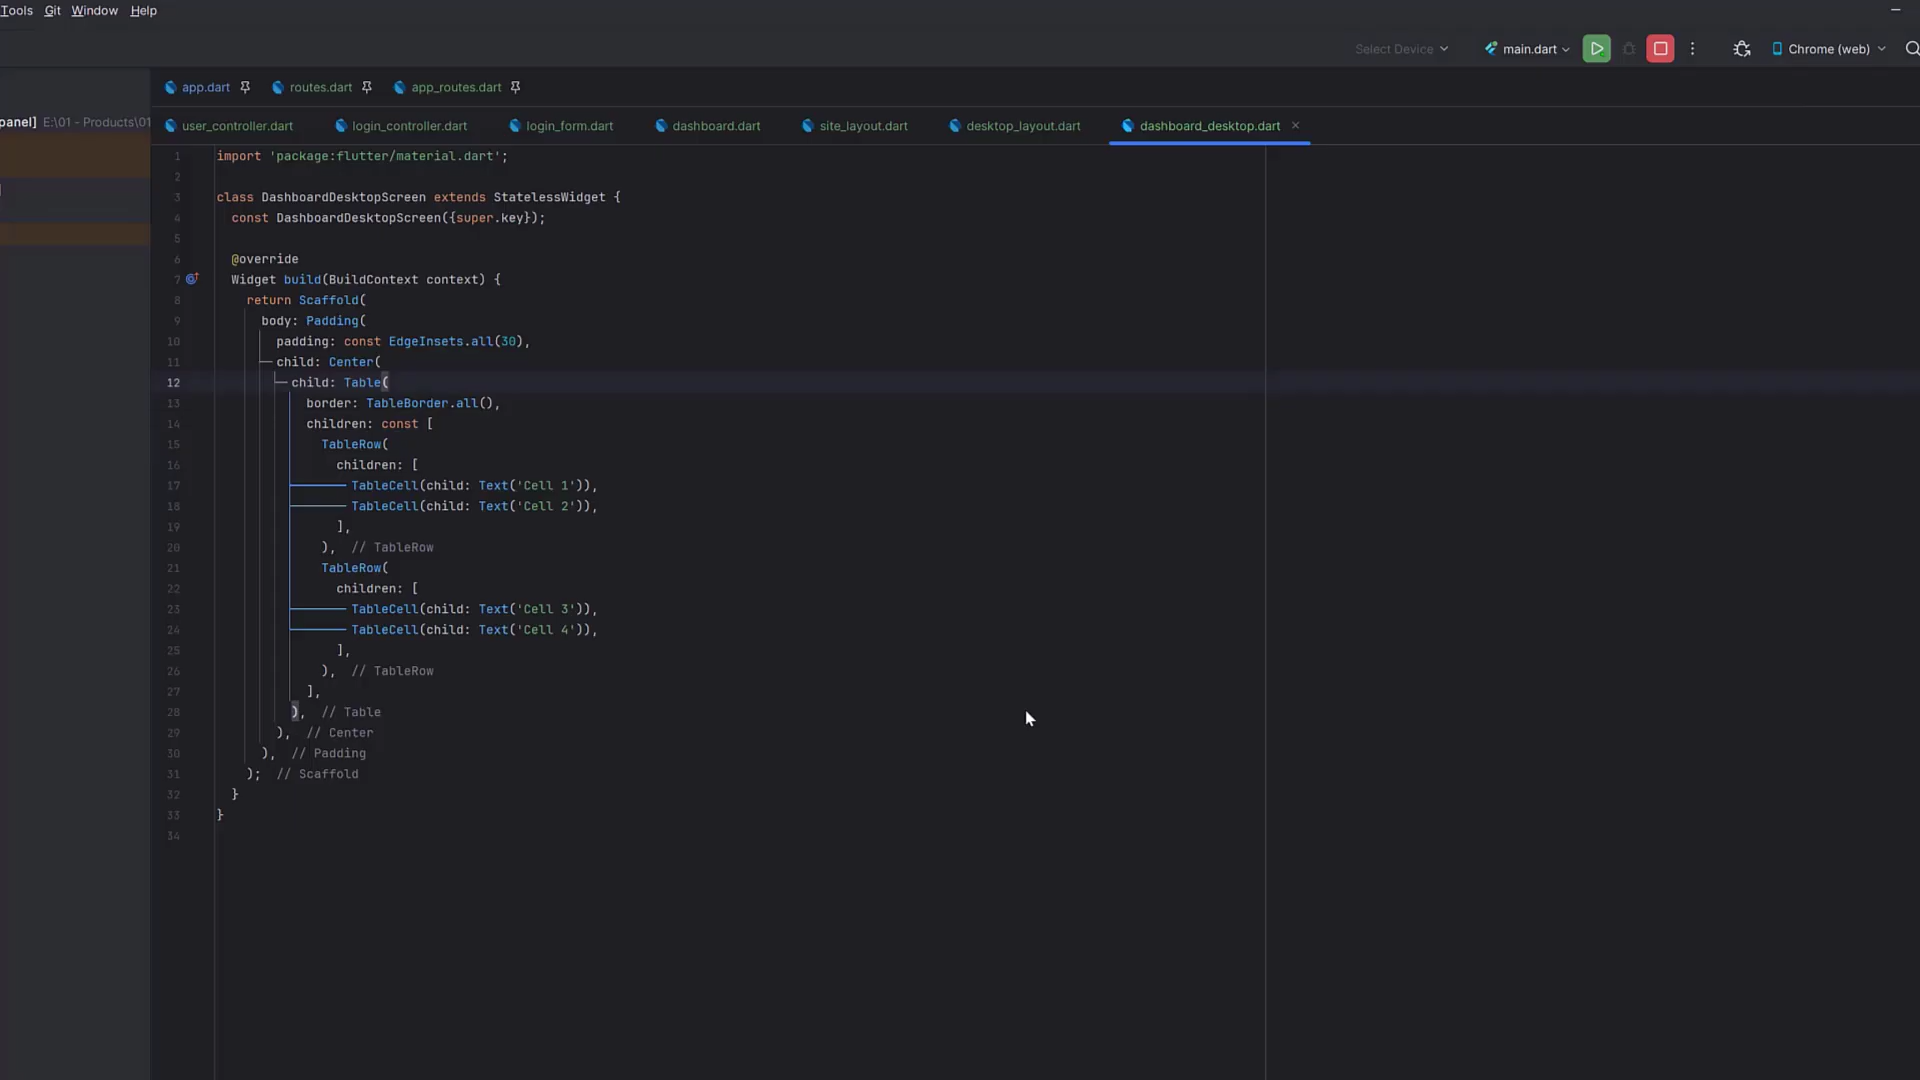 Tools Git Window Help
Select Device main.dart Chrome (web)
app.dart routes.dart app_routes.dart
panel] E:\01 - Products\01
user_controller.dart login_controller.dart login_form.dart dashboard.dart site_layout.dart desktop_layout.dart dashboard_desktop.dart
1 import 'package:flutter/material.dart';
2
3 class DashboardDesktopScreen extends StatelessWidget {
4 const DashboardDesktopScreen({super.key});
5
6 @override
7 Widget build(BuildContext context) {
8 return Scaffold(
9 body: Padding(
10 padding: const EdgeInsets.all(30),
11 child: Center(
12 child: Table(
13 border: TableBorder.all(),
14 children: const [
15 TableRow(
16 children: [
17 TableCell(child: Text('Cell 1')),
18 TableCell(child: Text('Cell 2')),
19 ],
20 ), // TableRow
21 TableRow(
22 children: [
23 TableCell(child: Text('Cell 3')),
24 TableCell(child: Text('Cell 4')),
25 ],
26 ), // TableRow
27 ],
28 ), // Table
29 ), // Center
30 ), // Padding
31 ); // Scaffold
32 }
33 }
34